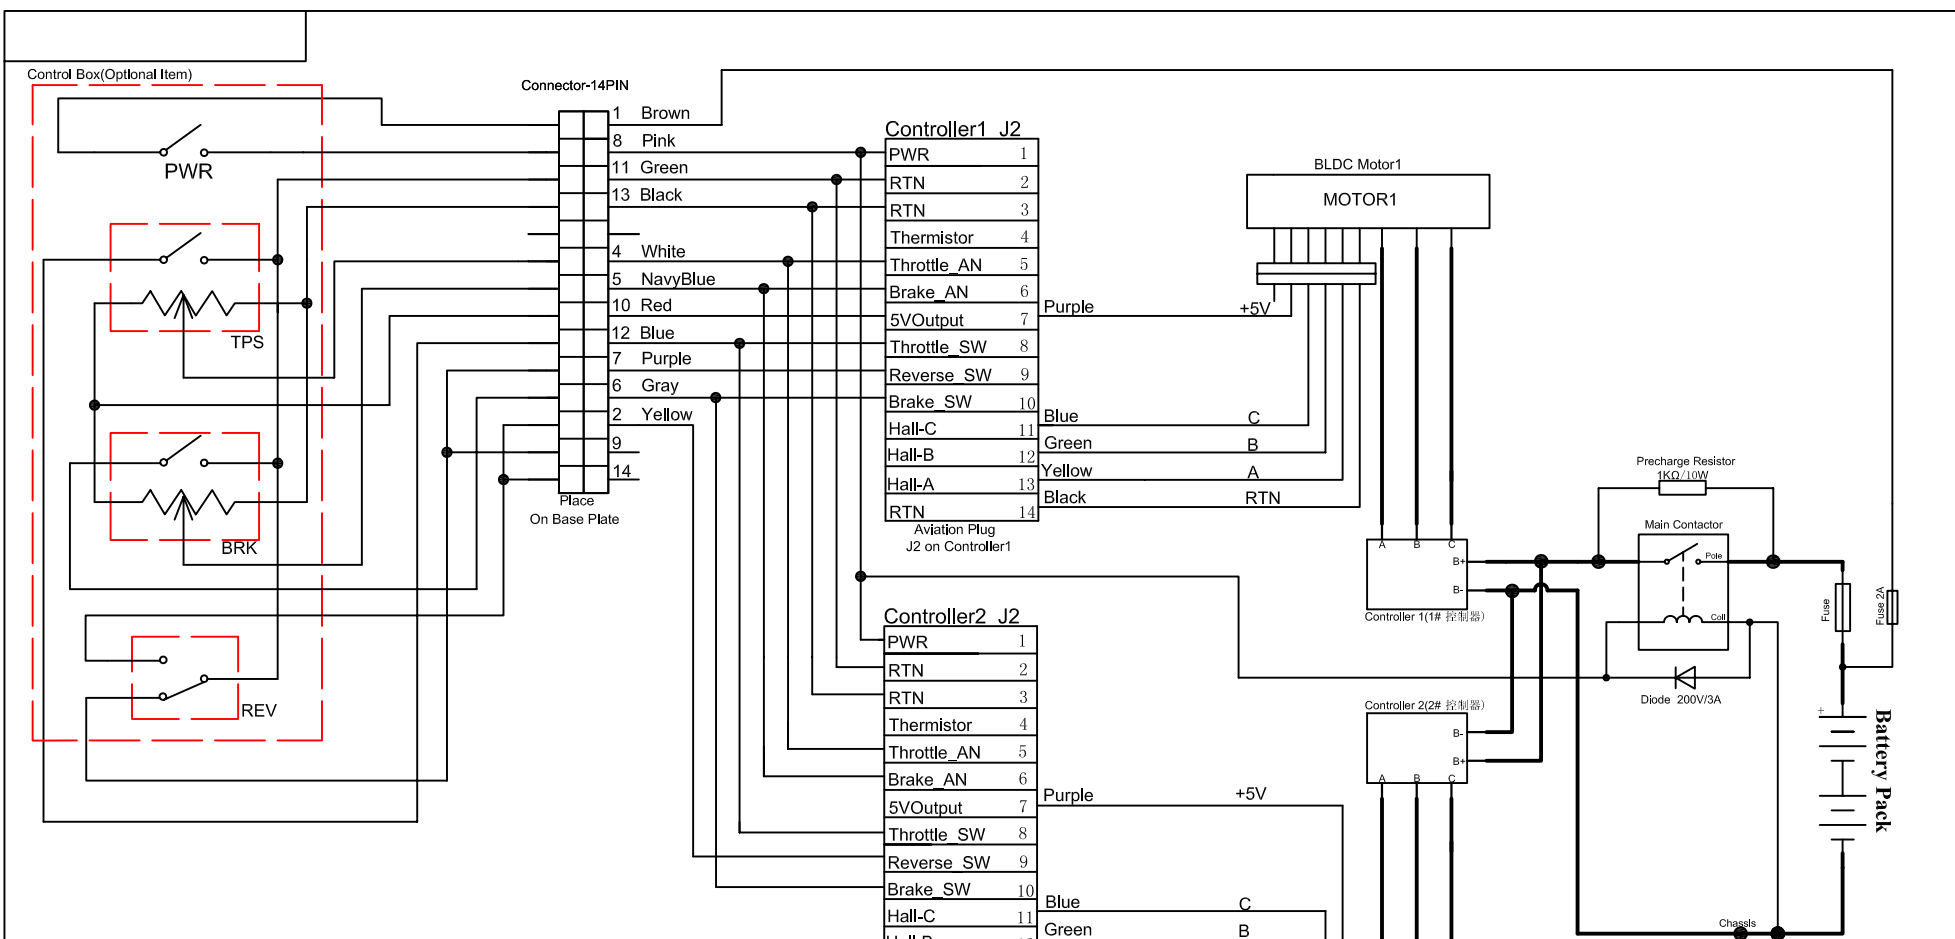 Control Box(Optional Item)
PWR
TPS
BRK
REV
Connector-14PIN
1 Brown
8 Pink
11 Green
13 Black
4 White
5 NavyBlue
10 Red
12 Blue
7 Purple
6 Gray
2 Yellow
9
14
Place
On Base Plate
Controller1 J2
PWR 1
RTN 2
RTN 3
Thermistor 4
Throttle_AN 5
Brake_AN 6
5VOutput 7
Throttle_SW 8
Reverse_SW 9
Brake_SW 10
Hall-C 11
Hall-B 12
Hall-A 13
RTN 14
Aviation Plug
J2 on Controller1
Purple +5V
Blue C
Green B
Yellow A
Black RTN
BLDC Motor1
MOTOR1
A B C
B+
B-
Controller 1(1# 控制器)
Precharge Resistor
1KΩ/10W
Main Contactor
Pole
Coil
Diode 200V/3A
Fuse
Fuse 2A
+
Battery Pack
Chassis
Controller 2(2# 控制器)
B-
B+
A B C
Controller2 J2
PWR 1
RTN 2
RTN 3
Thermistor 4
Throttle_AN 5
Brake_AN 6
5VOutput 7
Throttle_SW 8
Reverse SW 9
Brake_SW 10
Hall-C 11
Purple +5V
Blue C
Green B